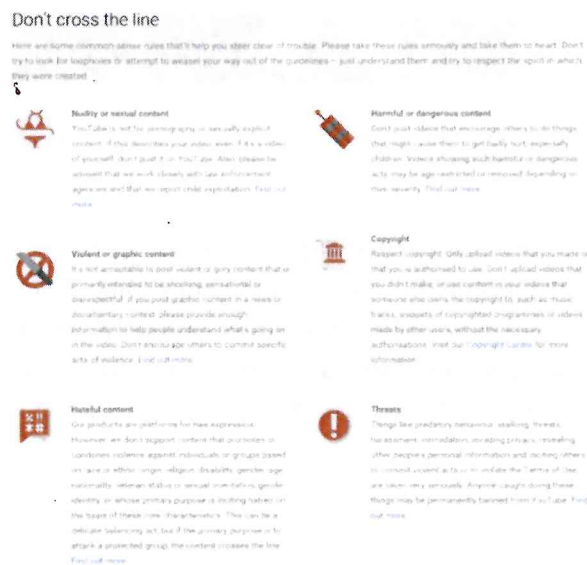 Don't cross the line
Here are some common sense rules that'll help you steer clear of trouble. Please take these rules seriously and take them to heart. Don't
try to look for loopholes or attempt to weasel your way out of the guidelines – just understand them and try to respect the spirit in which
they were created.
Nudity or sexual content
YouTube is not for pornography or sexually explicit
content. If this describes your video, even if it's a video
of yourself, don't post it on YouTube. Also, please be
advised that we work closely with law enforcement
agencies and that we report child exploitation. Find out
more
Violent or graphic content
It's not acceptable to post violent or gory content that is
primarily intended to be shocking, sensational or
disrespectful. If you post graphic content in a news or
documentary context, please provide enough
information to help people understand what's going on
in the video. Don't encourage others to commit specific
acts of violence. Find out more
Hateful content
Our products are platforms for free expression.
However, we don't support content that promotes or
condones violence against individuals or groups based
on race or ethnic origin, religion, disability, gender, age,
nationality, veteran status or sexual orientation, gender
identity, or whose primary purpose is inciting hatred on
the basis of these core characteristics. This can be a
delicate balancing act, but if the primary purpose is to
attack a protected group, the content crosses the line.
Find out more
Harmful or dangerous content
Don't post videos that encourage others to do things
that might cause them to get badly hurt, especially
children. Videos showing such harmful or dangerous
acts may be age-restricted or removed depending on
their severity. Find out more
Copyright
Respect copyright. Only upload videos that you made or
that you're authorised to use. Don't upload videos that
you didn't make, or use content in your videos that
someone else owns the copyright to, such as music
tracks, snippets of copyrighted programmes or videos
made by other users, without the necessary
authorisations. Visit our Copyright Centre for more
information.
Threats
Things like predatory behaviour, stalking, threats,
harassment, intimidation, invading privacy, revealing
other people's personal information and inciting others
to commit violent acts or to violate the Terms of Use
are taken very seriously. Anyone caught doing these
things may be permanently banned from YouTube. Find
out more